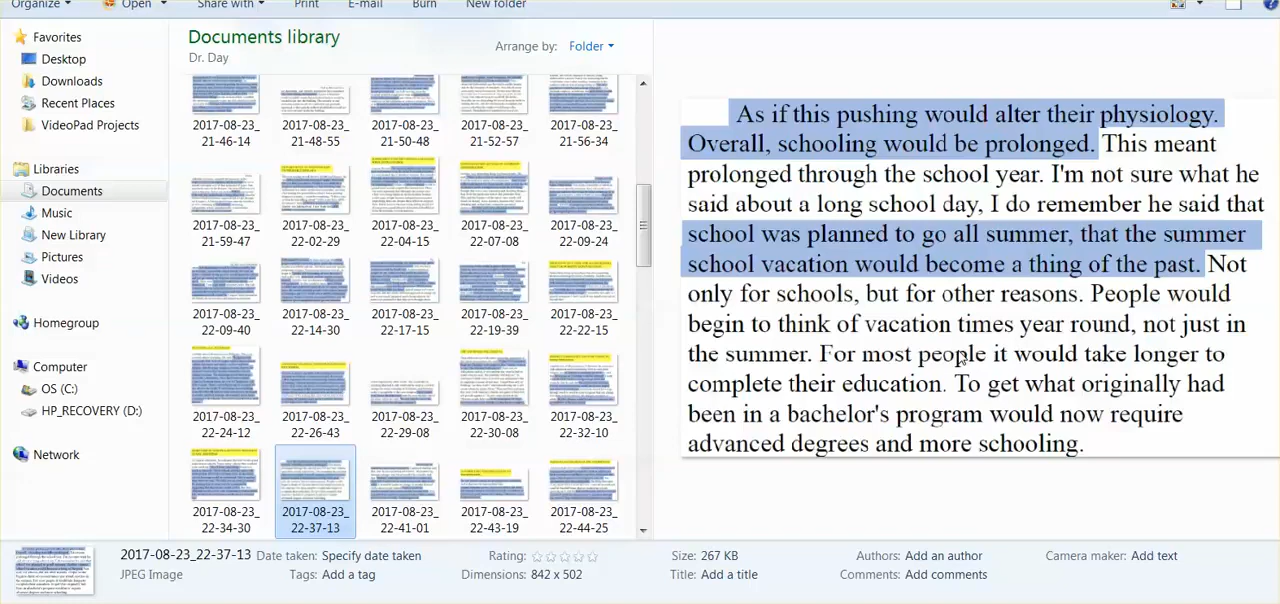 Organize
Open
Share with
Print
E-mail
Burn
New folder
Favorites
Desktop
Downloads
Recent Places
VideoPad Projects
Libraries
Documents
Music
New Library
Pictures
Videos
Homegroup
Computer
OS (C:)
HP_RECOVERY (D:)
Network
Documents library
Dr. Day
Arrange by: Folder
2017-08-23_ 2017-08-23_ 2017-08-23_ 2017-08-23_ 2017-08-23_
21-46-14 21-48-55 21-50-48 21-52-57 21-56-34
2017-08-23_ 2017-08-23_ 2017-08-23_ 2017-08-23_ 2017-08-23_
21-59-47 22-02-29 22-04-15 22-07-08 22-09-24
2017-08-23_ 2017-08-23_ 2017-08-23_ 2017-08-23_ 2017-08-23_
22-09-40 22-14-30 22-17-15 22-19-39 22-22-15
2017-08-23_ 2017-08-23_ 2017-08-23_ 2017-08-23_ 2017-08-23_
22-24-12 22-26-43 22-29-08 22-30-08 22-32-10
2017-08-23_ 2017-08-23_ 2017-08-23_ 2017-08-23_ 2017-08-23_
22-34-30 22-37-13 22-41-01 22-43-19 22-44-25
As if this pushing would alter their physiology.
Overall, schooling would be prolonged. This meant
prolonged through the school year. I'm not sure what he
said about a long school day, I do remember he said that
school was planned to go all summer, that the summer
school vacation would become a thing of the past. Not
only for schools, but for other reasons. People would
begin to think of vacation times year round, not just in
the summer. For most people it would take longer to
complete their education. To get what originally had
been in a bachelor's program would now require
advanced degrees and more schooling.
2017-08-23_22-37-13 Date taken: Specify date taken Rating: Size: 267 KB Authors: Add an author Camera maker: Add text
JPEG Image Tags: Add a tag Dimensions: 842 x 502 Title: Add a title Comments: Add comments